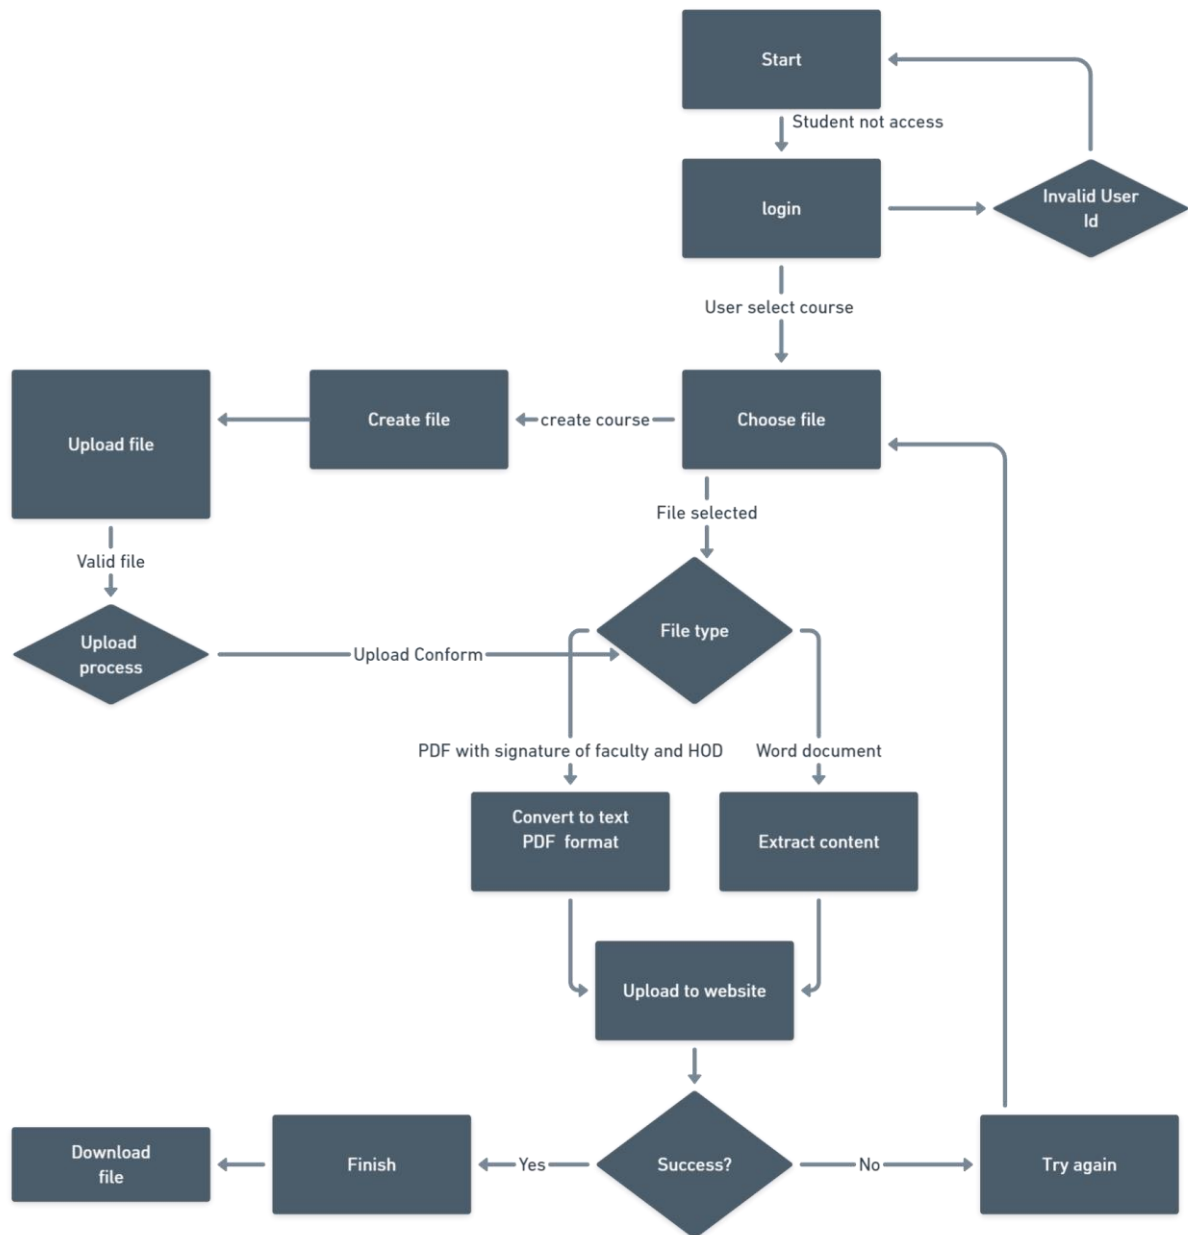 Start
Student not access
login
Invalid User
Id
User select course
Upload file
Create file
create course
Choose file
Valid file
File selected
Upload
process
Upload Conform
File type
PDF with signature of faculty and HOD
Word document
Convert to text
PDF format
Extract content
Upload to website
Download
file
Finish
Yes
Success?
No
Try again